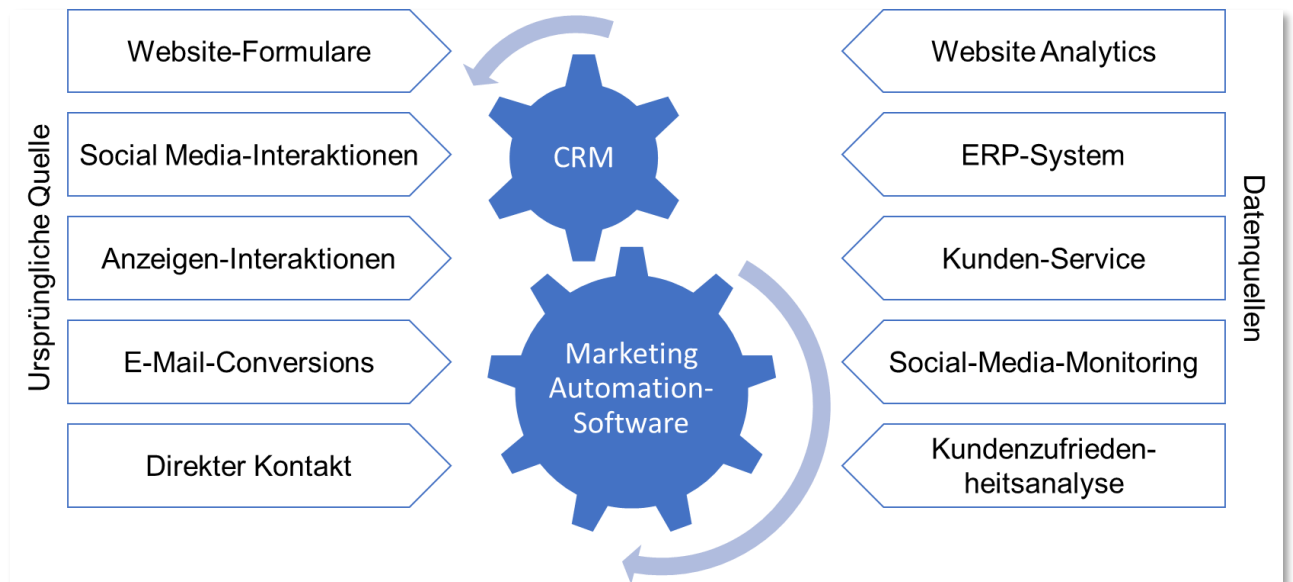 Ursprüngliche Quelle
Website-Formulare
Social Media-Interaktionen
Anzeigen-Interaktionen
E-Mail-Conversions
Direkter Kontakt
CRM
Marketing
Automation-
Software
Website Analytics
ERP-System
Kunden-Service
Social-Media-Monitoring
Kundenzufrieden-
heitsanalyse
Datenquellen